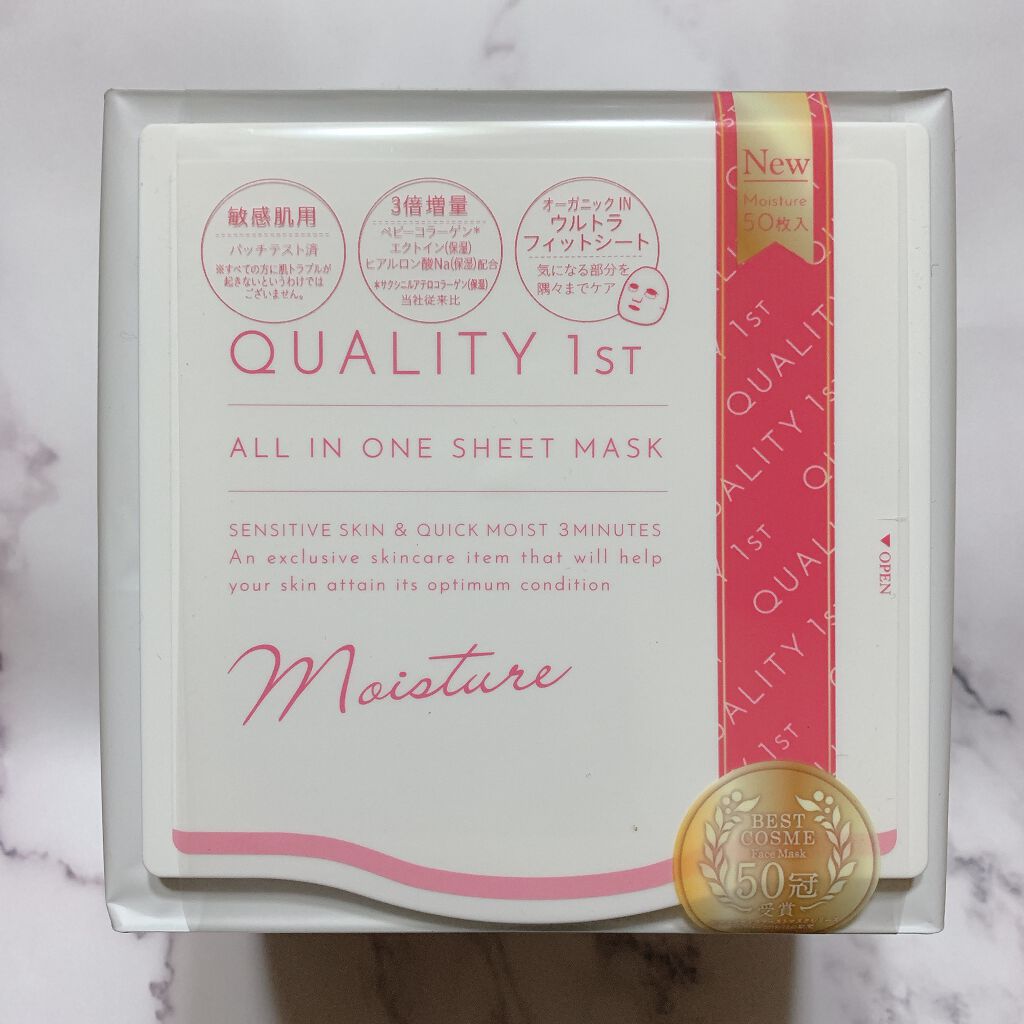 敏感肌用
パッチテスト済
※すべての方に肌トラブルが
起きないというわけでは
ございません。
3倍増量
ベビーコラーゲン*
エクトイン(保湿)
ヒアルロン酸Na(保湿)配合
*サクシニルアテロコラーゲン(保湿)
当社従来比
オーガニック IN
ウルトラ
フィットシート
気になる部分を
隅々までケア
New
Moisture
50枚入
QUALITY 1ST
ALL IN ONE SHEET MASK
SENSITIVE SKIN & QUICK MOIST 3MINUTES
An exclusive skincare item that will help
your skin attain its optimum condition
Moisture
QUALITY 1ST
QUALITY 1ST
▼OPEN
BEST
COSME
Face Mask
50冠
受賞